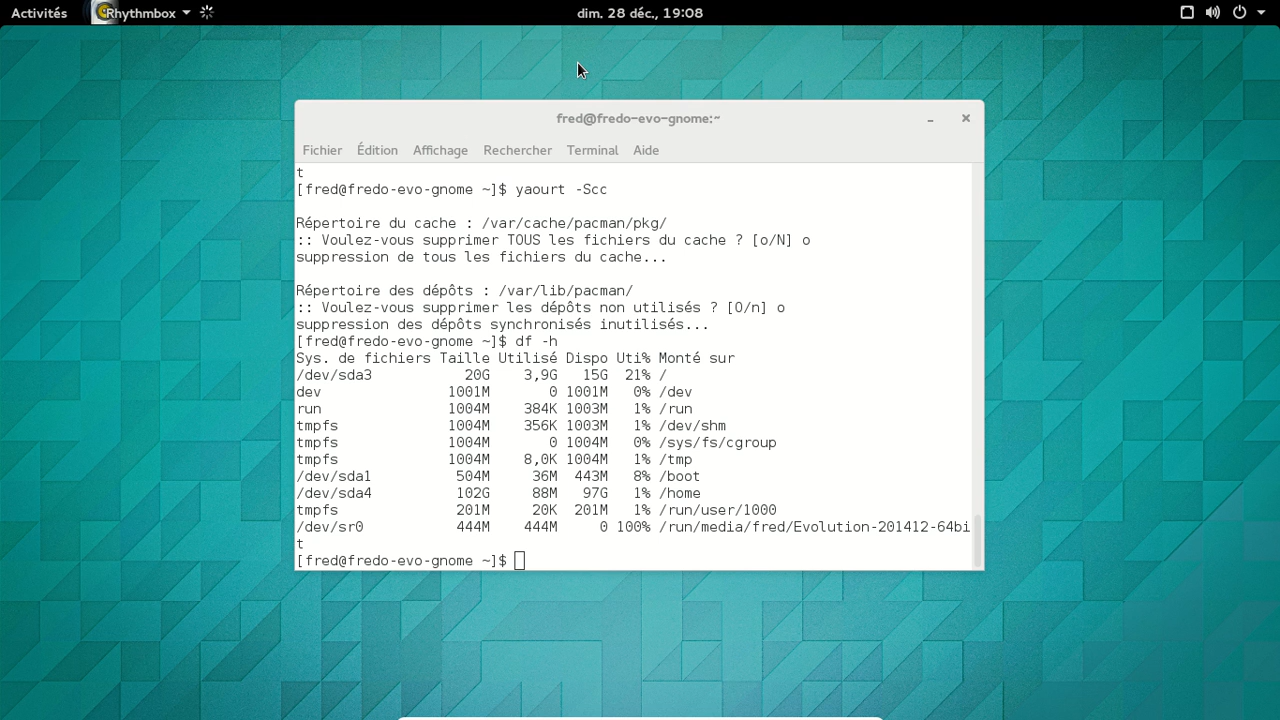 Activités Rhythmbox dim. 28 déc., 19:08
fred@fredo-evo-gnome:~
Fichier Édition Affichage Rechercher Terminal Aide
t
[fred@fredo-evo-gnome ~]$ yaourt -Scc
Répertoire du cache : /var/cache/pacman/pkg/
:: Voulez-vous supprimer TOUS les fichiers du cache ? [o/N] o
suppression de tous les fichiers du cache...
Répertoire des dépôts : /var/lib/pacman/
:: Voulez-vous supprimer les dépôts non utilisés ? [O/n] o
suppression des dépôts synchronisés inutilisés...
[fred@fredo-evo-gnome ~]$ df -h
Sys. de fichiers Taille Utilisé Dispo Uti% Monté sur
/dev/sda3 20G 3,9G 15G 21% /
dev 1001M 0 1001M 0% /dev
run 1004M 384K 1003M 1% /run
tmpfs 1004M 356K 1003M 1% /dev/shm
tmpfs 1004M 0 1004M 0% /sys/fs/cgroup
tmpfs 1004M 8,0K 1004M 1% /tmp
/dev/sda1 504M 36M 443M 8% /boot
/dev/sda4 102G 88M 97G 1% /home
tmpfs 201M 20K 201M 1% /run/user/1000
/dev/sr0 444M 444M 0 100% /run/media/fred/Evolution-201412-64bi
t
[fred@fredo-evo-gnome ~]$